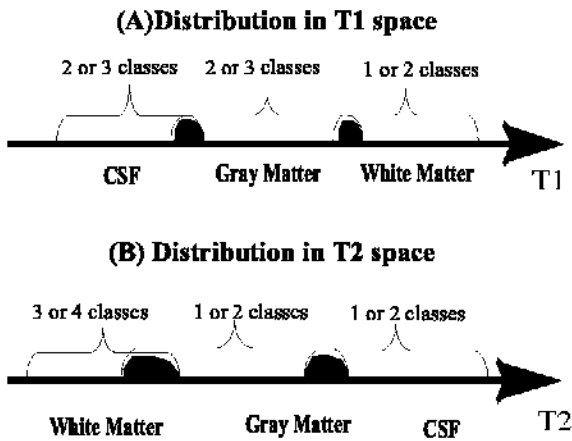 (A)Distribution in T1 space
2 or 3 classes 2 or 3 classes 1 or 2 classes
CSF Gray Matter White Matter
T1
(B) Distribution in T2 space
3 or 4 classes 1 or 2 classes 1 or 2 classes
White Matter Gray Matter CSF
T2